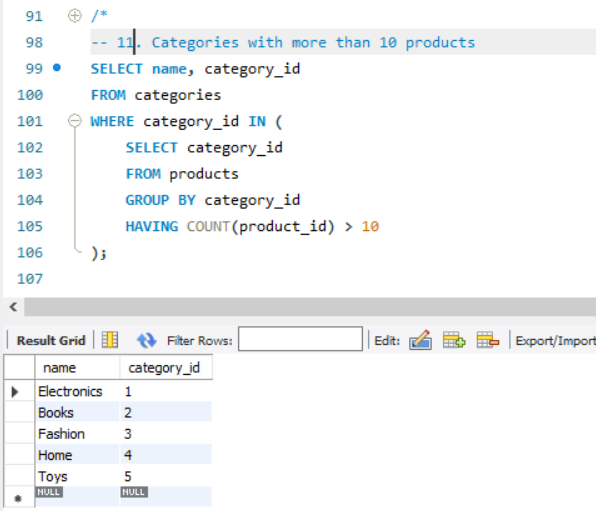 91 /*
98 -- 11. Categories with more than 10 products
99 SELECT name, category_id
100 FROM categories
101 WHERE category_id IN (
102 SELECT category_id
103 FROM products
104 GROUP BY category_id
105 HAVING COUNT(product_id) > 10
106 );
107
Result Grid Filter Rows: Edit: Export/Import
name category_id
Electronics 1
Books 2
Fashion 3
Home 4
Toys 5
NULL NULL